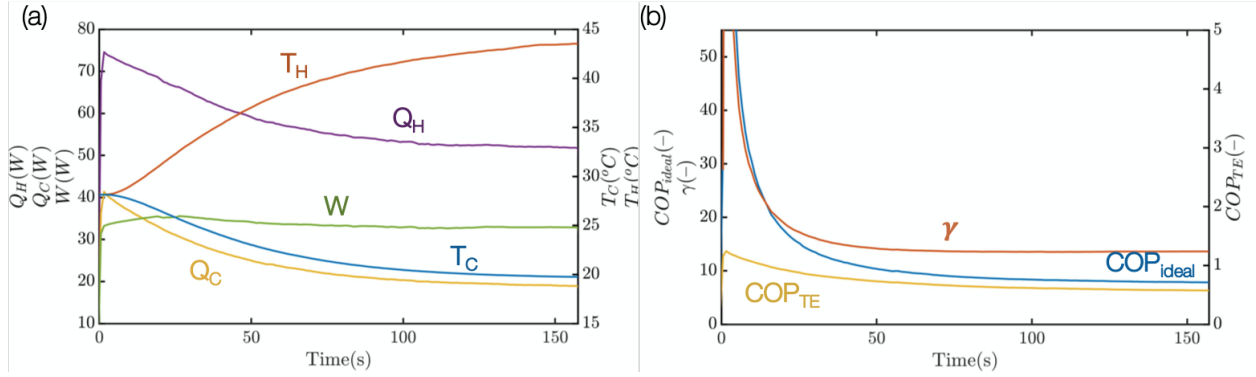 (a)
80
70
60
50
40
30
20
10
Q_H(W)
Q_C(W)
W(W)
T_H
Q_H
W
T_C
Q_C
45
40
35
30
25
20
15
T_C(°C)
T_H(°C)
0
50
100
150
Time(s)
(b)
50
40
30
20
10
0
COP_ideal(−)
γ(−)
γ
COP_ideal
COP_TE
5
4
3
2
1
0
COP_TE(−)
0
50
100
150
Time(s)